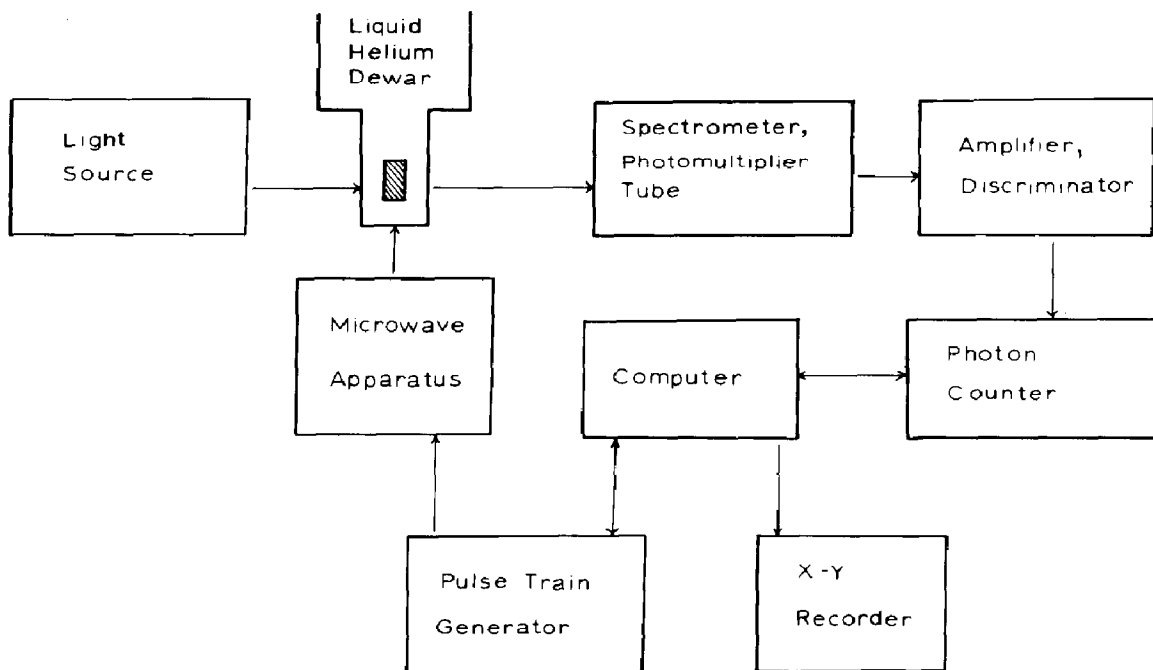 Liquid
Helium
Dewar
Light
Source
Spectrometer,
Photomultiplier
Tube
Amplifier,
Discriminator
Microwave
Apparatus
Computer
Photon
Counter
Pulse Train
Generator
X-Y
Recorder